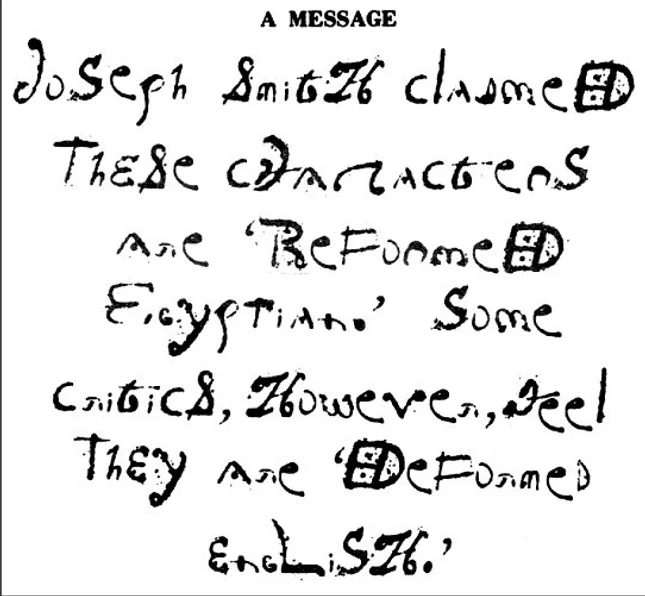 A MESSAGE
Joseph Smith claimed
These characters
are 'Reformed
Egyptian.' Some
critics, However, feel
They are 'Deformed
English.'